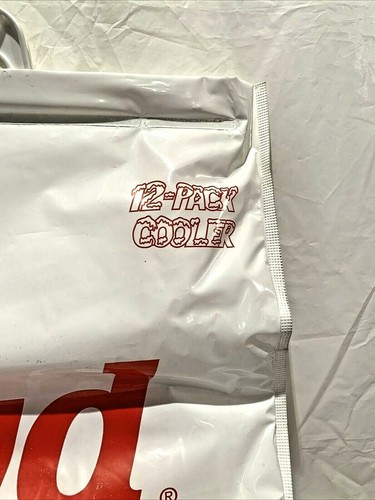 12-PACK
COOLER
ud
®